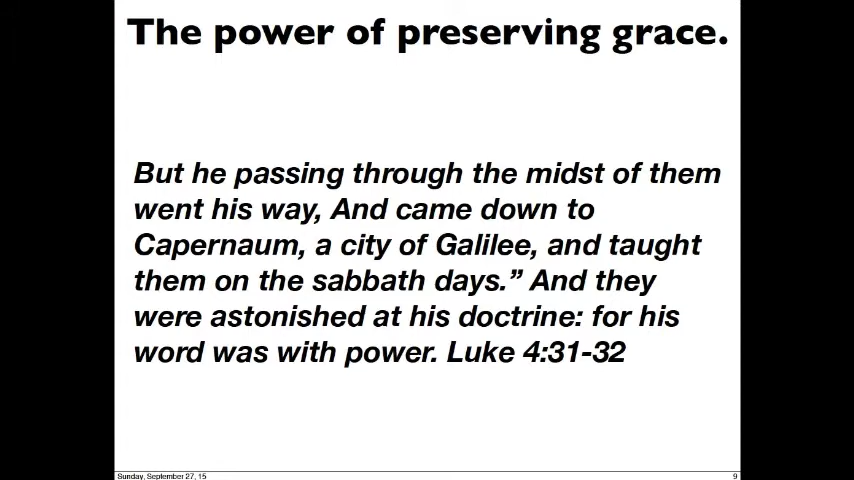 The power of preserving grace.
But he passing through the midst of them
went his way, And came down to
Capernaum, a city of Galilee, and taught
them on the sabbath days.” And they
were astonished at his doctrine: for his
word was with power. Luke 4:31-32
Sunday, September 27, 15
9